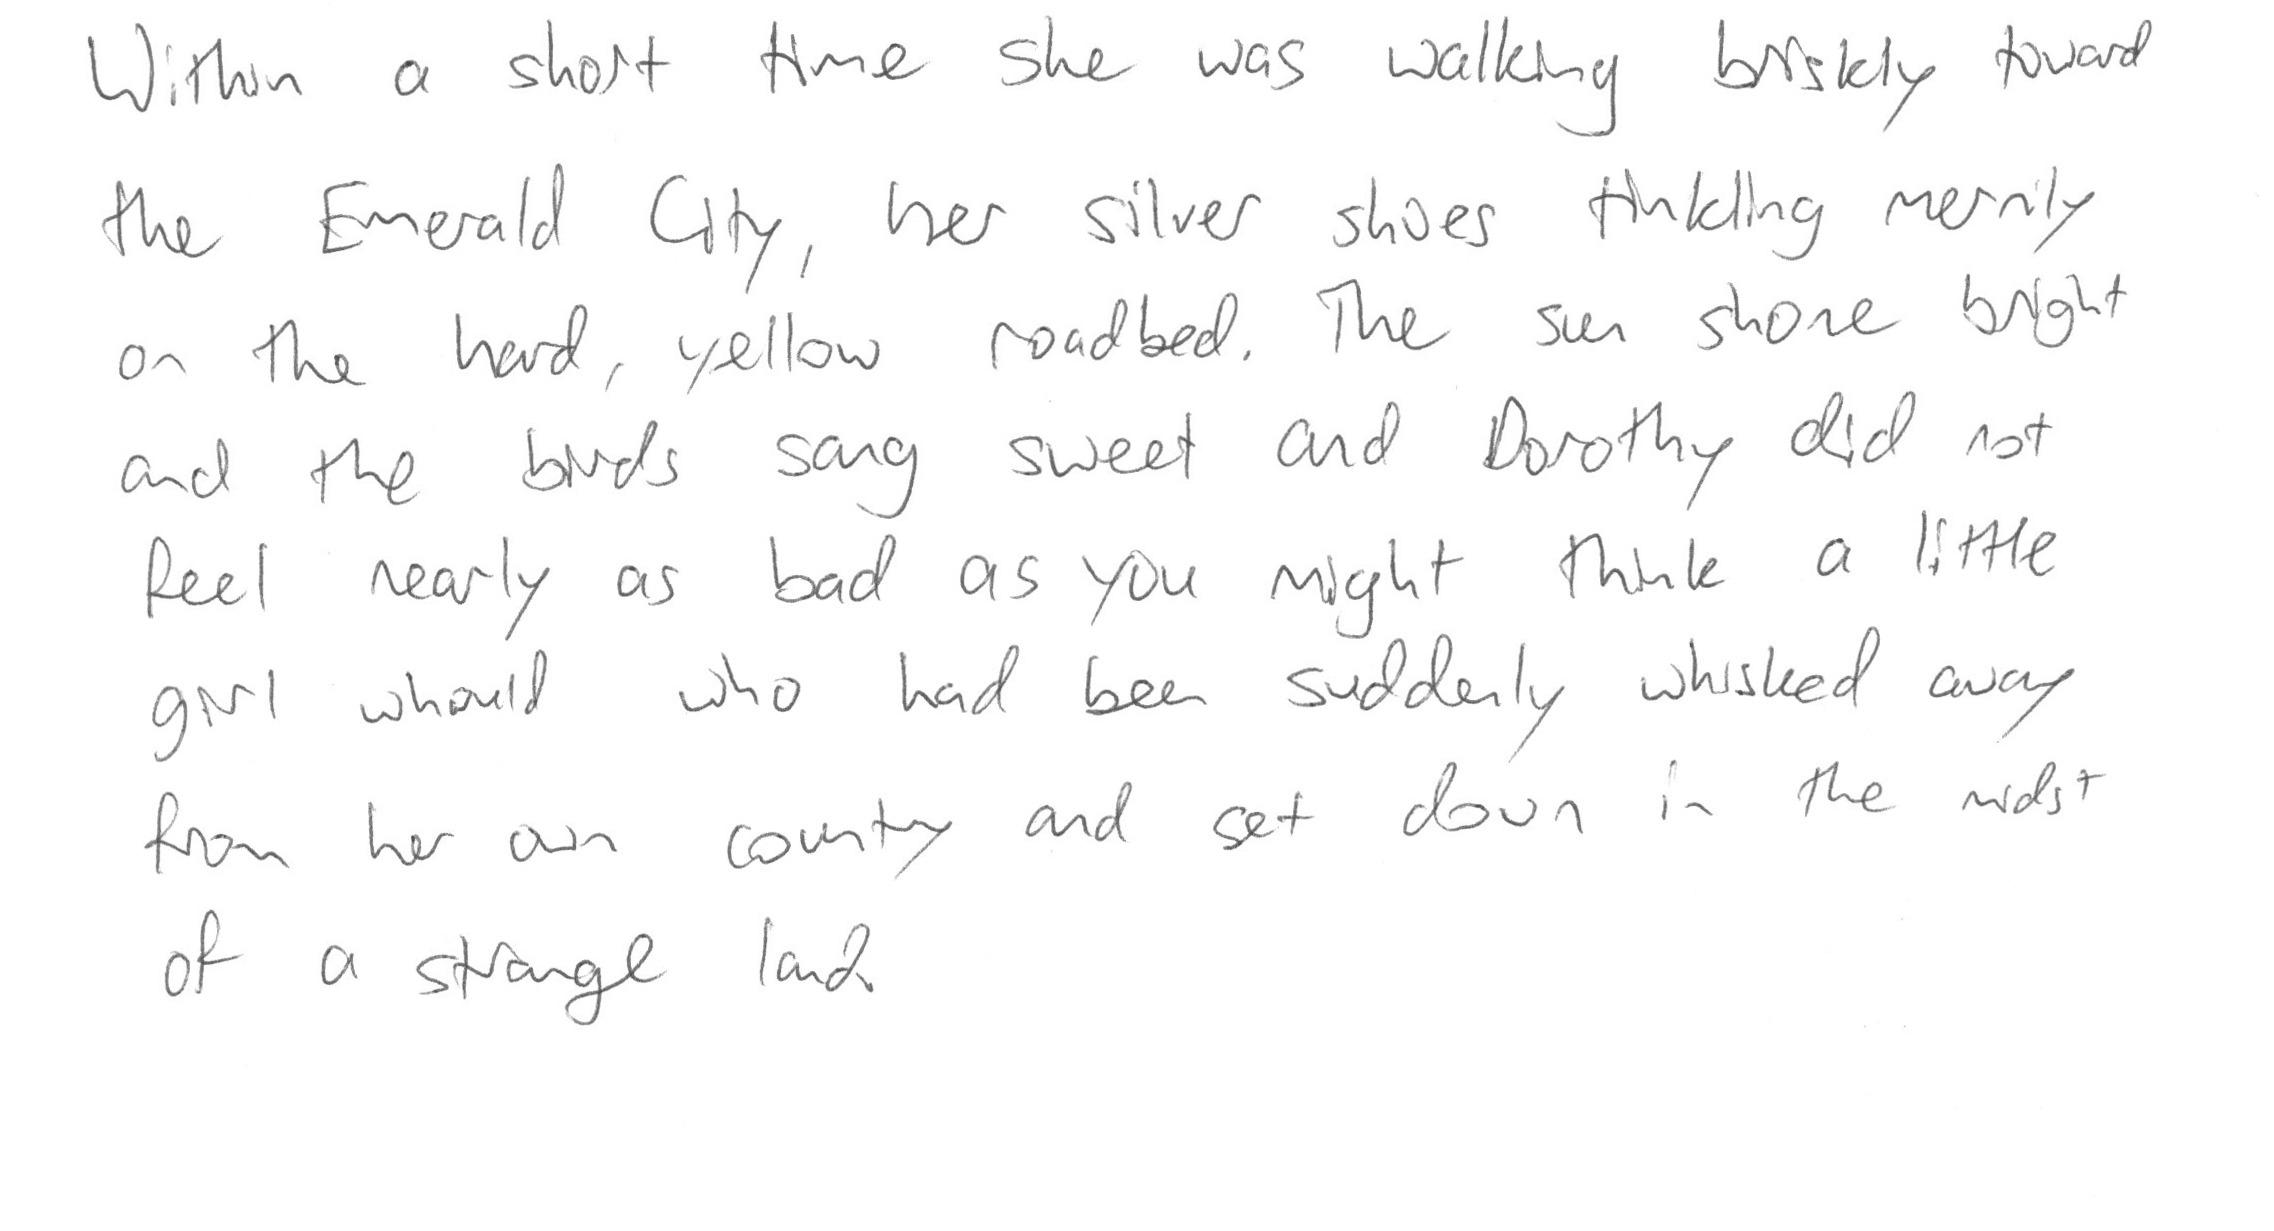 Within a short time she was walking briskly toward
the Emerald City, her silver shoes tinkling merrily
on the hard, yellow roadbed. The sun shone bright
and the birds sang sweet and Dorothy did not
feel nearly as bad as you might think a little
girl whould who had been suddenly whisked away
from her own country and set down in the midst
of a strange land.